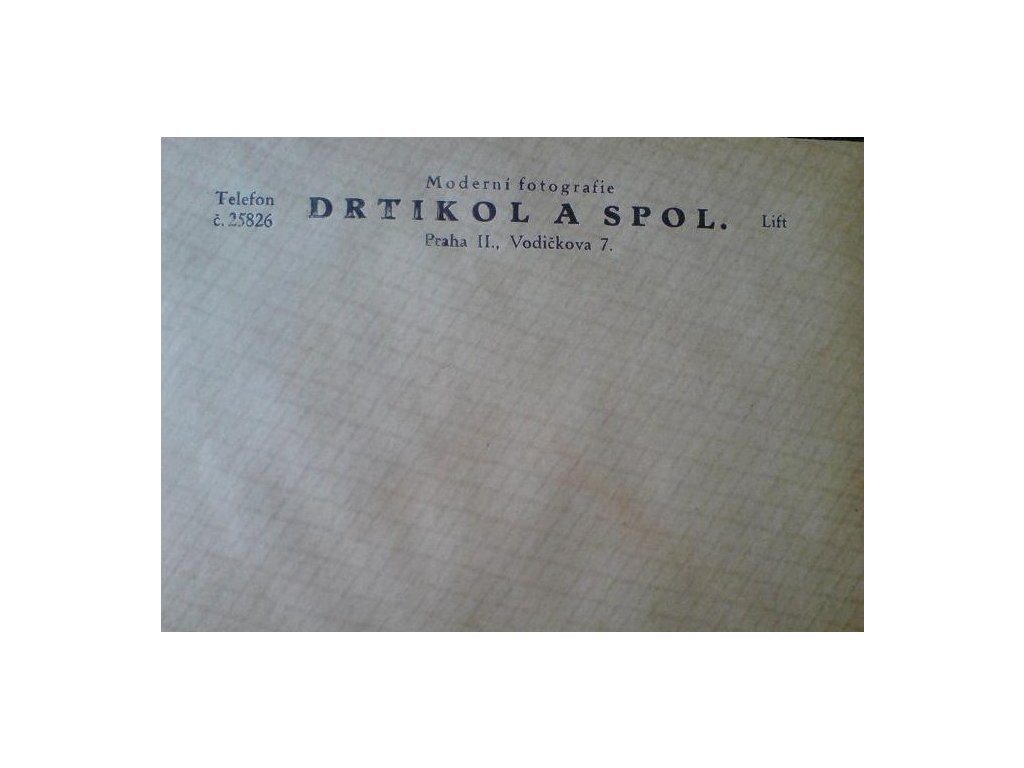 Moderní fotografie
Telefon
č. 25826
DRTIKOL A SPOL.
Lift
Praha II., Vodičkova 7.